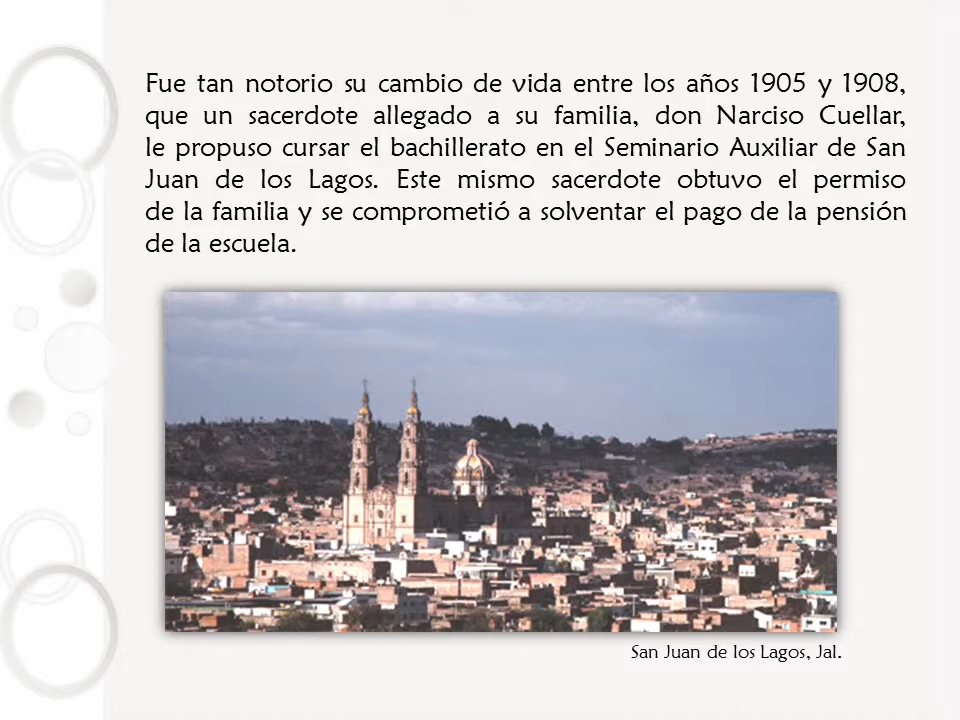 Fue tan notorio su cambio de vida entre los años 1905 y 1908,
que un sacerdote allegado a su familia, don Narciso Cuellar,
le propuso cursar el bachillerato en el Seminario Auxiliar de San
Juan de los Lagos. Este mismo sacerdote obtuvo el permiso
de la familia y se comprometió a solventar el pago de la pensión
de la escuela.
San Juan de los Lagos, Jal.